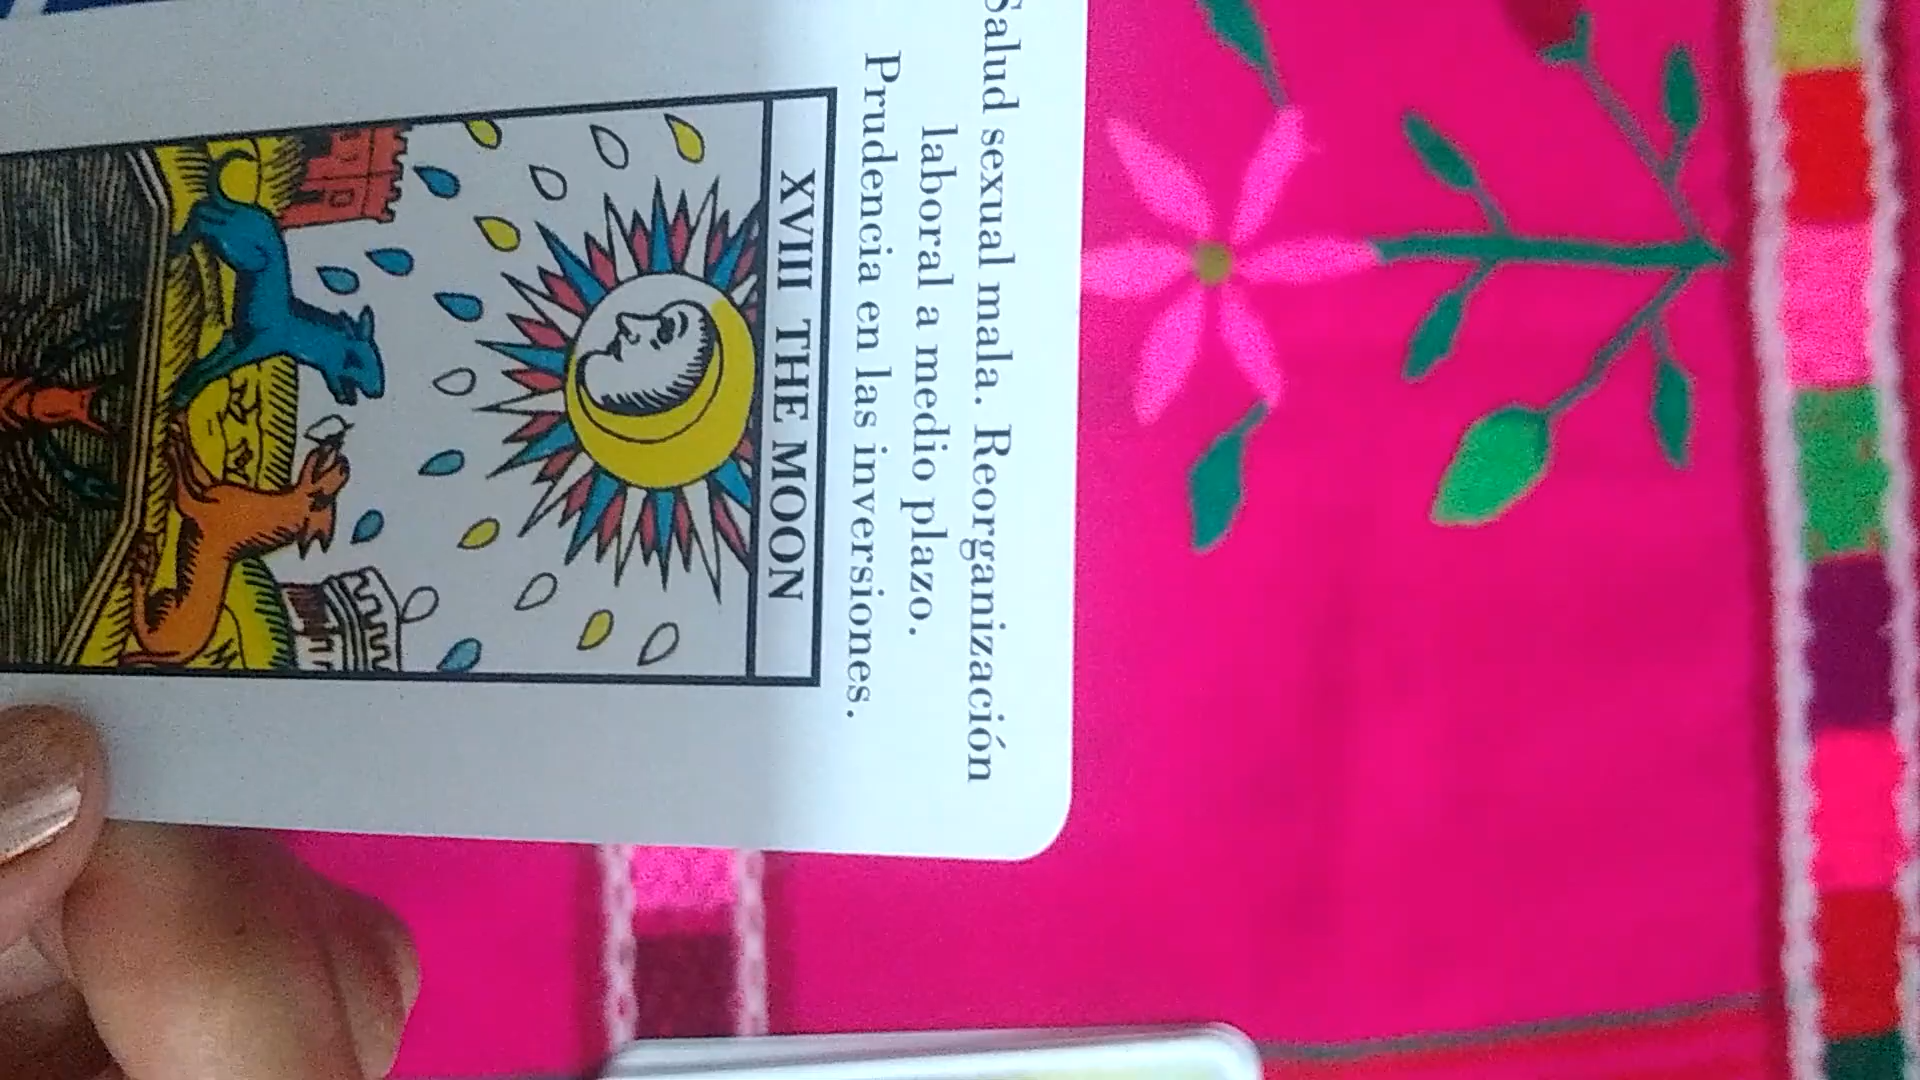 Salud sexual mala. Reorganización
laboral a medio plazo.
Prudencia en las inversiones.
XVIII THE MOON